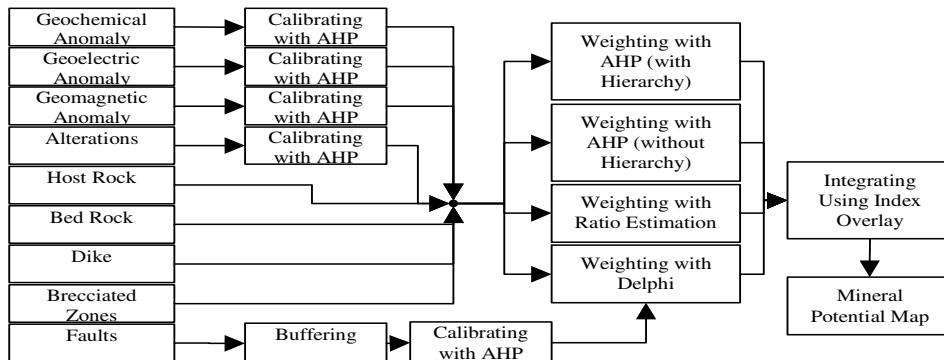 Geochemical
Anomaly
Calibrating
with AHP
Geoelectric
Anomaly
Calibrating
with AHP
Geomagnetic
Anomaly
Calibrating
with AHP
Alterations
Calibrating
with AHP
Host Rock
Bed Rock
Dike
Brecciated
Zones
Faults
Buffering
Calibrating
with AHP
Weighting with
AHP (with
Hierarchy)
Weighting with
AHP (without
Hierarchy)
Weighting with
Ratio Estimation
Weighting with
Delphi
Integrating
Using Index
Overlay
Mineral
Potential Map